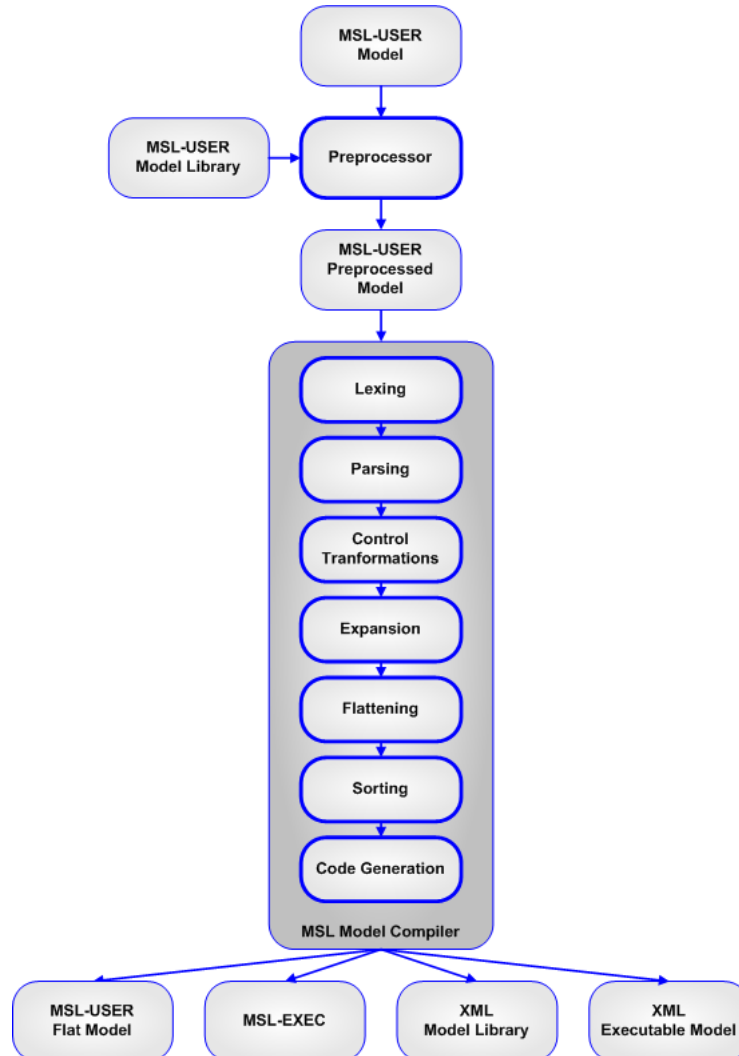 MSL-USER
Model
MSL-USER
Model Library
Preprocessor
MSL-USER
Preprocessed
Model
Lexing
Parsing
Control
Tranformations
Expansion
Flattening
Sorting
Code Generation
MSL Model Compiler
MSL-USER
Flat Model
MSL-EXEC
XML
Model Library
XML
Executable Model